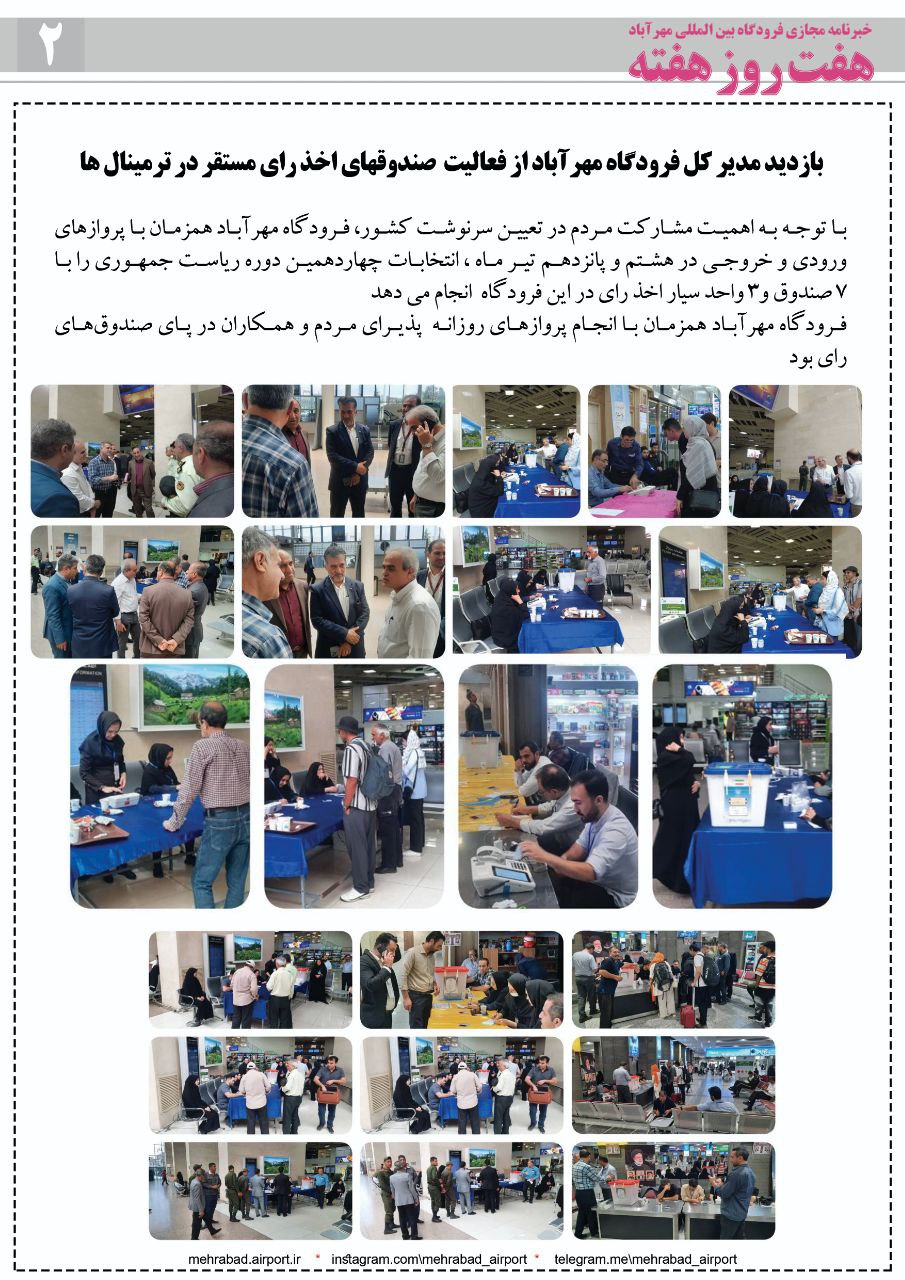 خبرنامه مجازی فرودگاه بین المللی مهرآباد
هفت روز هفته
۲
بازدید مدیر کل فرودگاه مهرآباد از فعالیت صندوقهای اخذ رای مستقر در ترمینال ها
با توجه به اهمیت مشارکت مردم در تعیین سرنوشت کشور، فرودگاه مهرآباد همزمان با پروازهای
ورودی و خروجی در هشتم و پانزدهم تیر ماه ، انتخابات چهاردهمین دوره ریاست جمهوری را با
۷ صندوق و۳ واحد سیار اخذ رای در این فرودگاه انجام می دهد
فرودگاه مهرآباد همزمان با انجام پروازهای روزانه پذیرای مردم و همکاران در پای صندوق‌های
رای بود
mehrabad.airport.ir * instagram.com\mehrabad_airport * telegram.me\mehrabad_airport